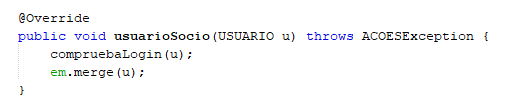 @Override
public void usuarioSocio(USUARIO u) throws ACOESException {
    compruebaLogin(u);
    em.merge(u);
}